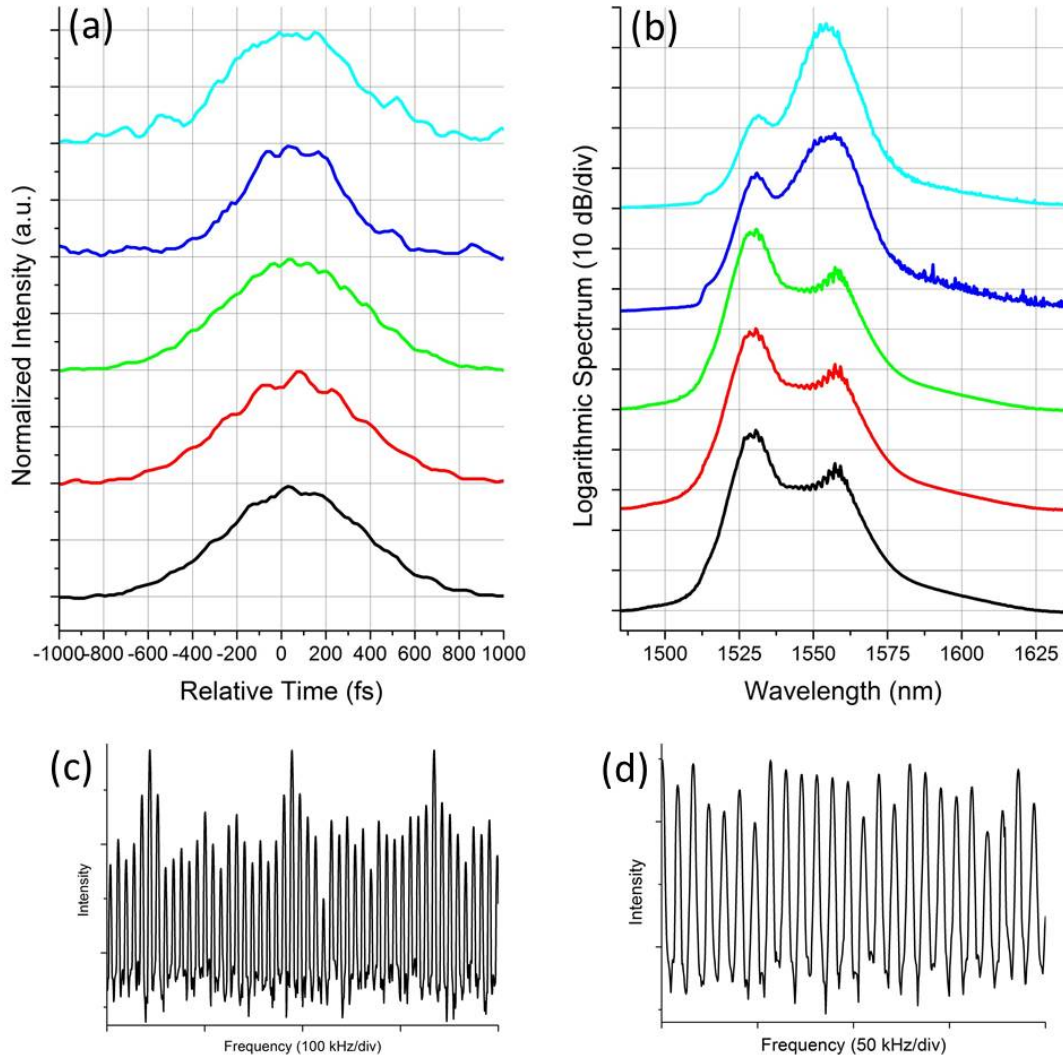 (a)
Normalized Intensity (a.u.)
-1000 -800 -600 -400 -200 0 200 400 600 800 1000
Relative Time (fs)
(b)
Logarithmic Spectrum (10 dB/div)
1500 1525 1550 1575 1600 1625
Wavelength (nm)
(c)
Intensity
Frequency (100 kHz/div)
(d)
Intensity
Frequency (50 kHz/div)